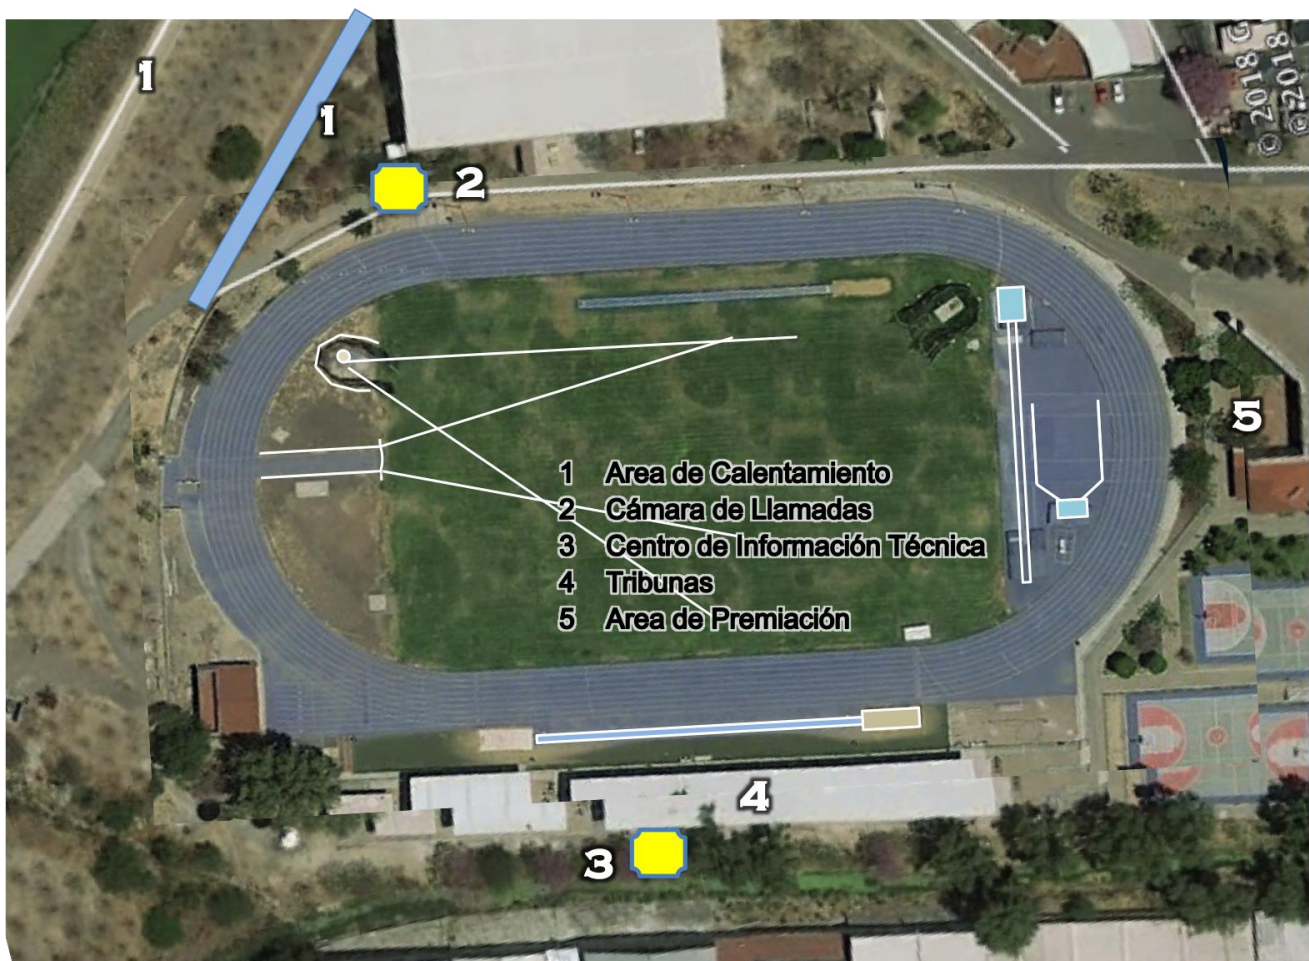 1
1
2
© 2018 G
© 2018
5
1 Area de Calentamiento
2 Cámara de Llamadas
3 Centro de Información Técnica
4 Tribunas
5 Area de Premiación
4
3